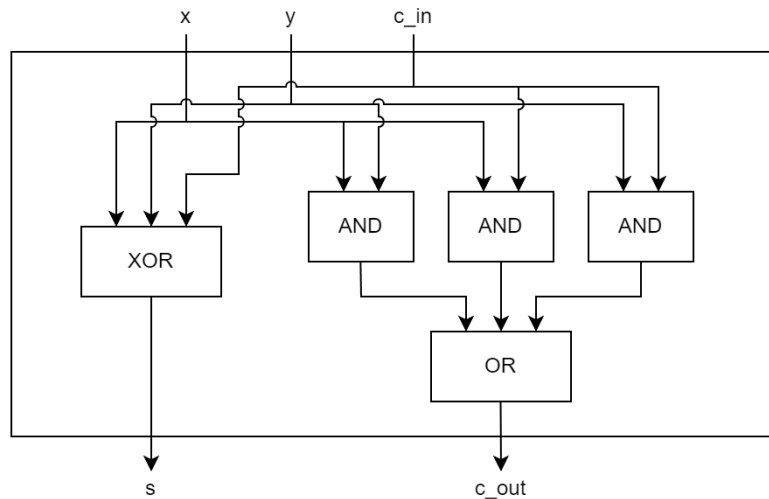 x y c_in
AND AND AND
XOR
OR
s c_out